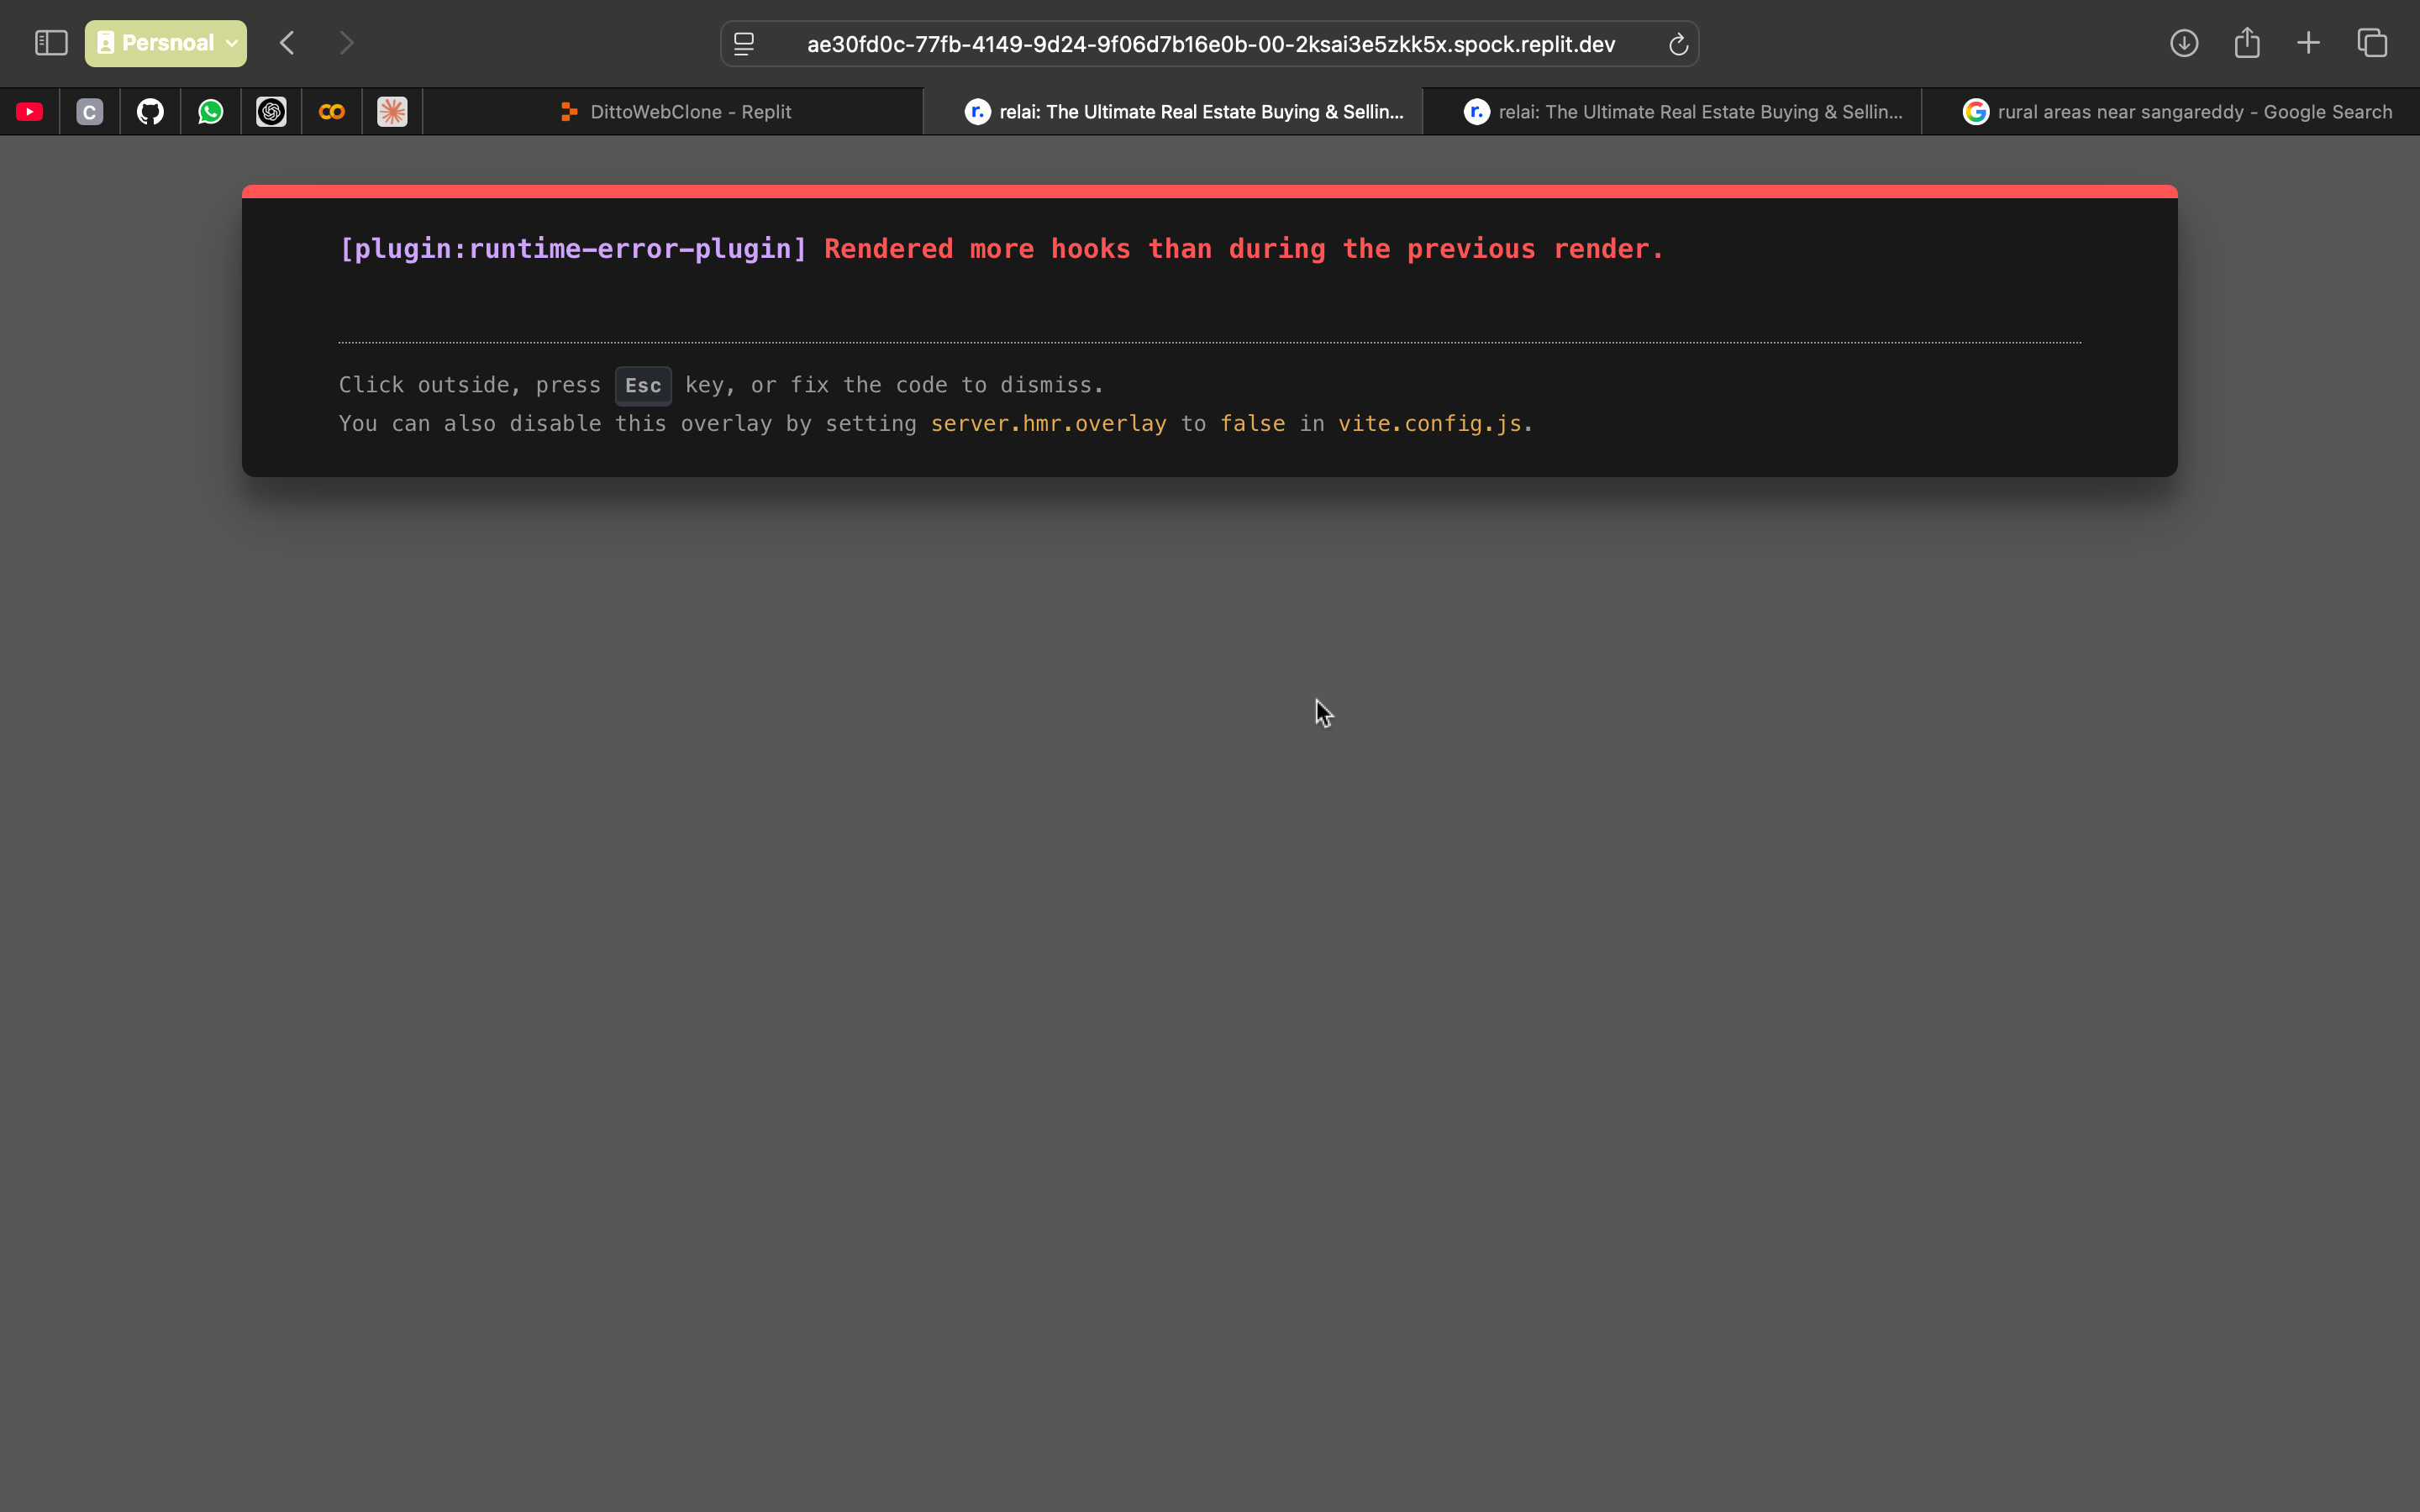 Persnoal
ae30fd0c-77fb-4149-9d24-9f06d7b16e0b-00-2ksai3e5zkk5x.spock.replit.dev
C
DittoWebClone - Replit
r.
relai: The Ultimate Real Estate Buying & Sellin...
r.
relai: The Ultimate Real Estate Buying & Sellin...
G
rural areas near sangareddy - Google Search
[plugin:runtime-error-plugin] Rendered more hooks than during the previous render.
Click outside, press Esc key, or fix the code to dismiss.
You can also disable this overlay by setting server.hmr.overlay to false in vite.config.js.